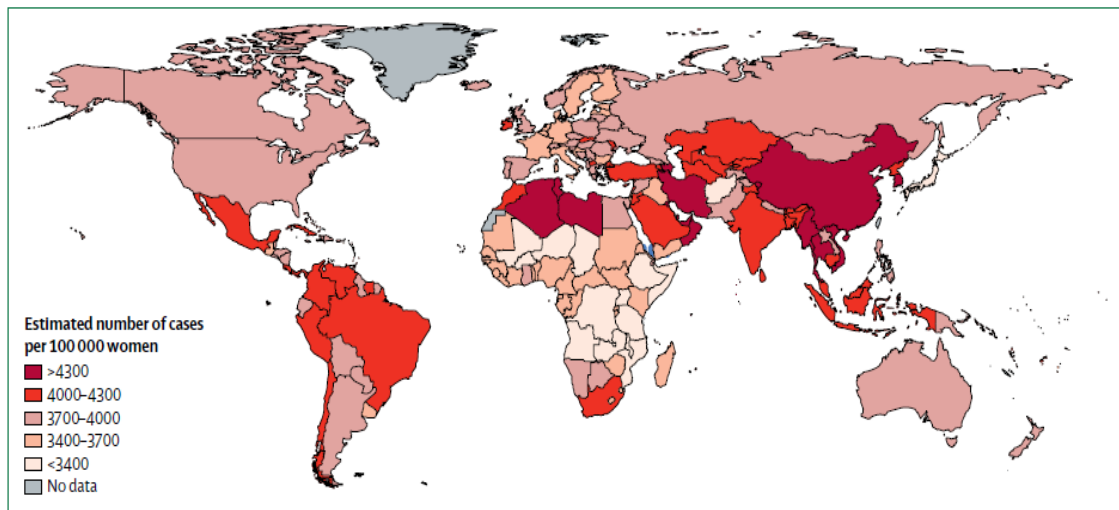 Estimated number of cases
per 100 000 women
>4300
4000–4300
3700–4000
3400–3700
<3400
No data